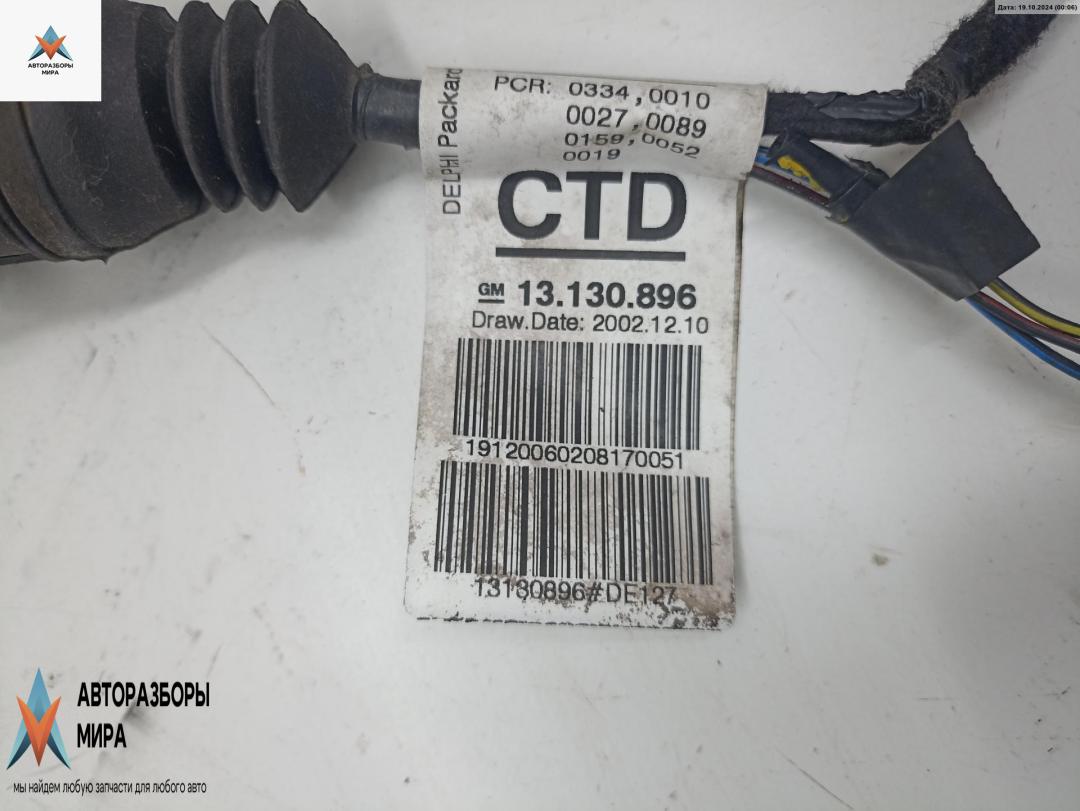 Дата: 19.10.2024 (00:06)
АВТОРАЗБОРЫ
МИРА
DELPHI Packard
PCR: 0334,0010
0027,0089
0159,0052
0019
CTD
GM 13.130.896
Draw.Date: 2002.12.10
19120060208170051
13130896#DE127
АВТОРАЗБОРЫ
МИРА
мы найдем любую запчасти для любого авто